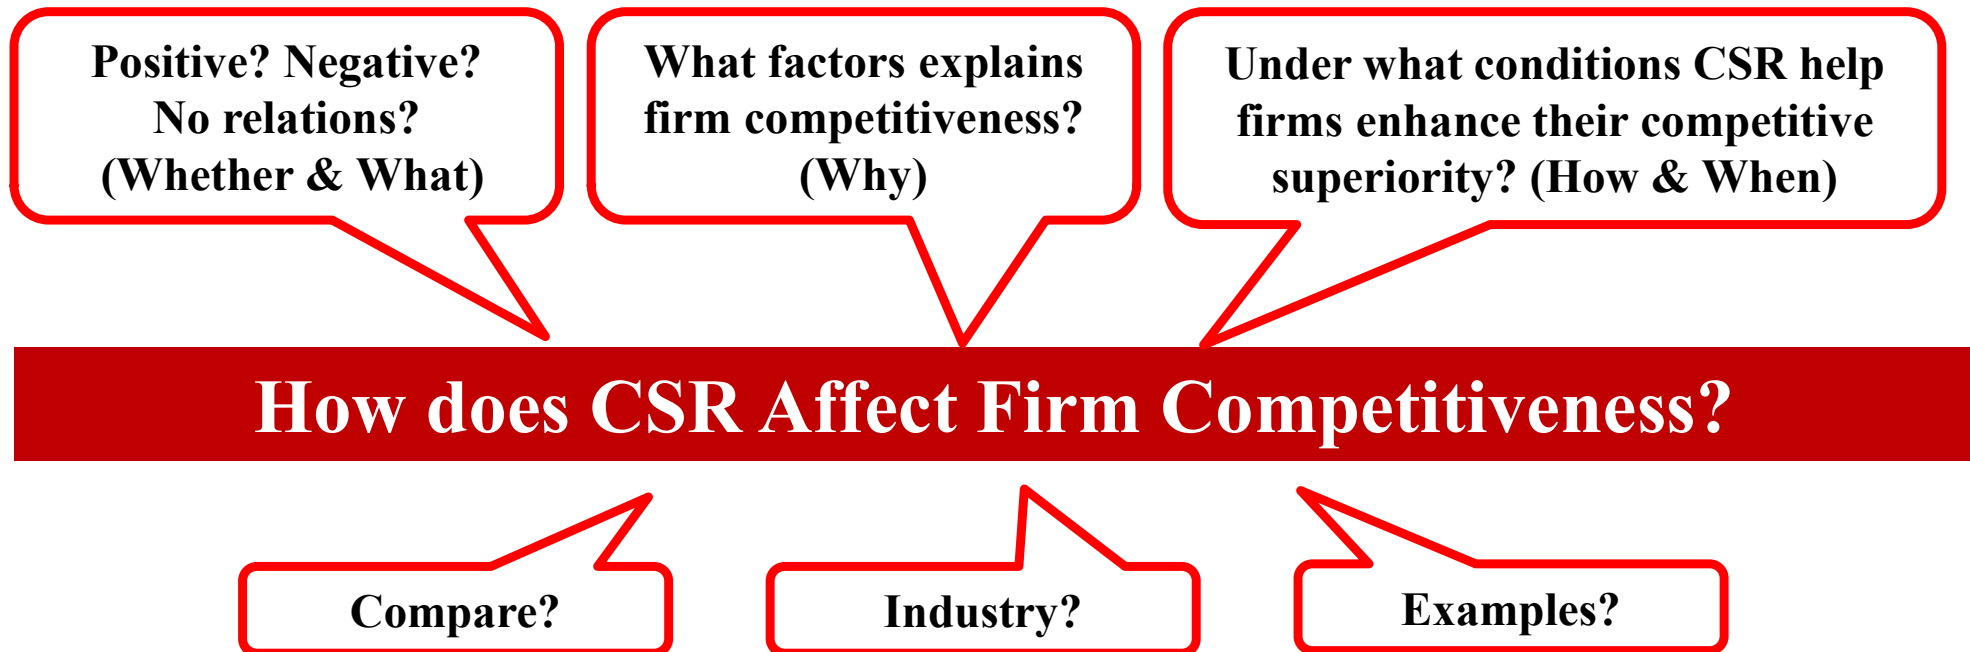 Positive? Negative?
No relations?
(Whether & What)
What factors explains
firm competitiveness?
(Why)
Under what conditions CSR help
firms enhance their competitive
superiority? (How & When)
How does CSR Affect Firm Competitiveness?
Compare?
Industry?
Examples?